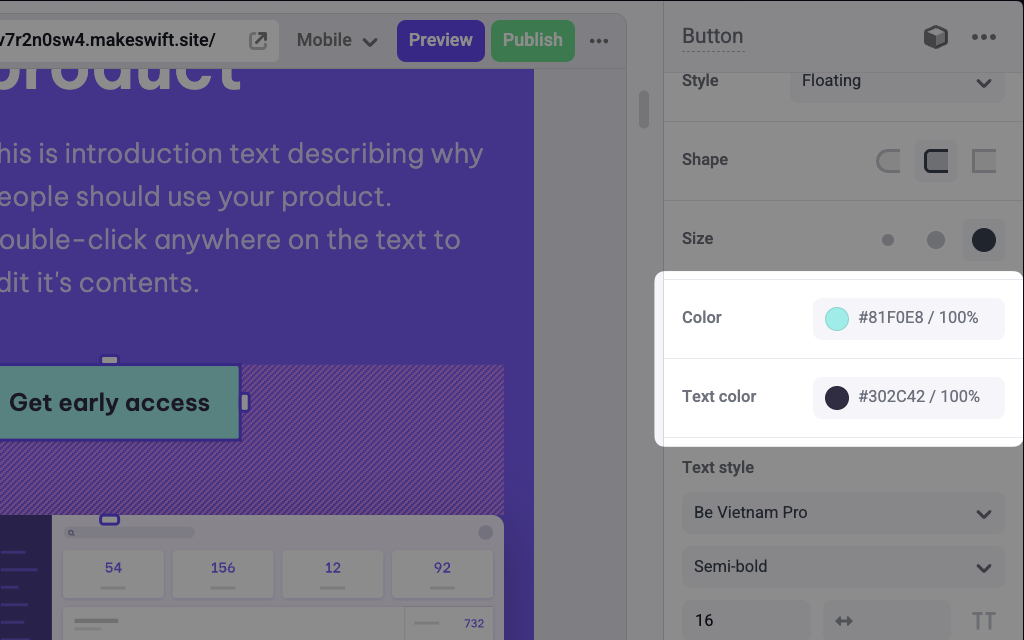 v7r2n0sw4.makeswift.site/
Mobile
Preview
Publish
product
his is introduction text describing why
eople should use your product.
ouble-click anywhere on the text to
dit it's contents.
Get early access
54
156
12
92
732
Button
Style
Floating
Shape
Size
Color
#81F0E8 / 100%
Text color
#302C42 / 100%
Text style
Be Vietnam Pro
Semi-bold
16
TT